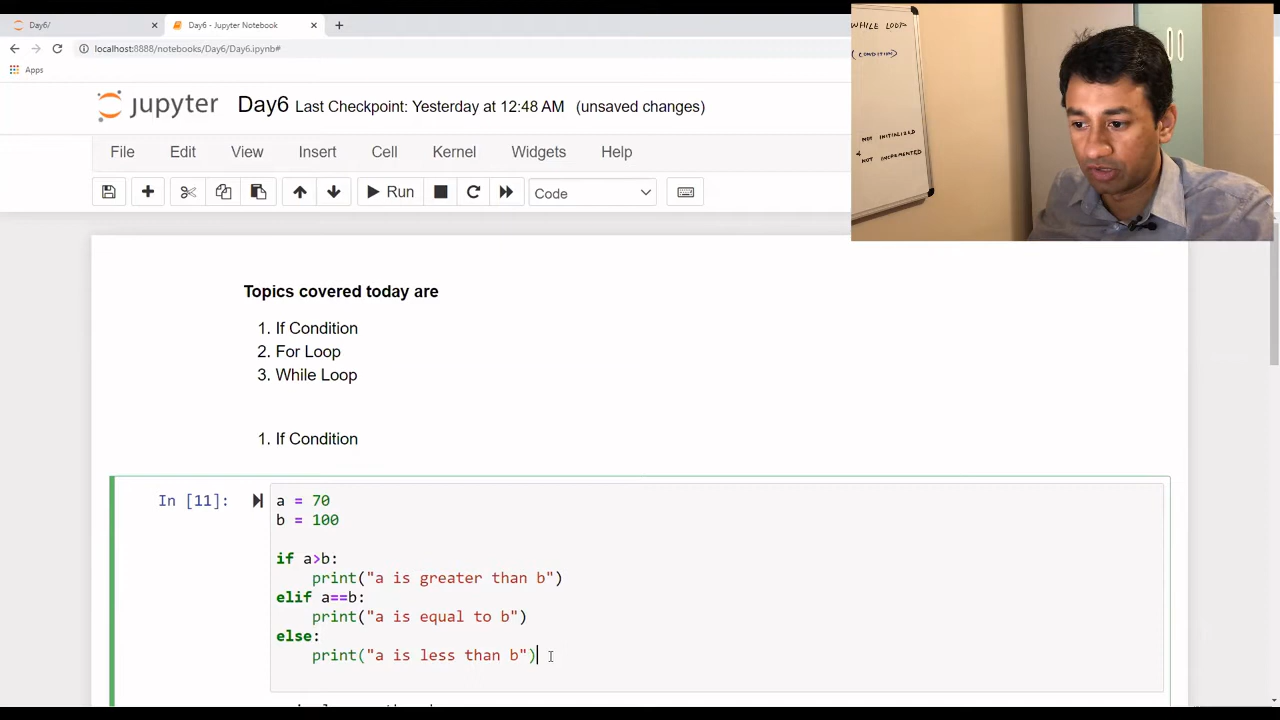 Day6/
Day6 - Jupyter Notebook
localhost:8888/notebooks/Day6/Day6.ipynb#
Apps
WHILE LOOP
(CONDITION)
NOT INITIALIZED
NOT INCREMENTED
jupyter Day6 Last Checkpoint: Yesterday at 12:48 AM (unsaved changes)
File Edit View Insert Cell Kernel Widgets Help
Run Code
Topics covered today are
1. If Condition
2. For Loop
3. While Loop
1. If Condition
In [11]:
a = 70
b = 100
if a>b:
print("a is greater than b")
elif a==b:
print("a is equal to b")
else:
print("a is less than b")